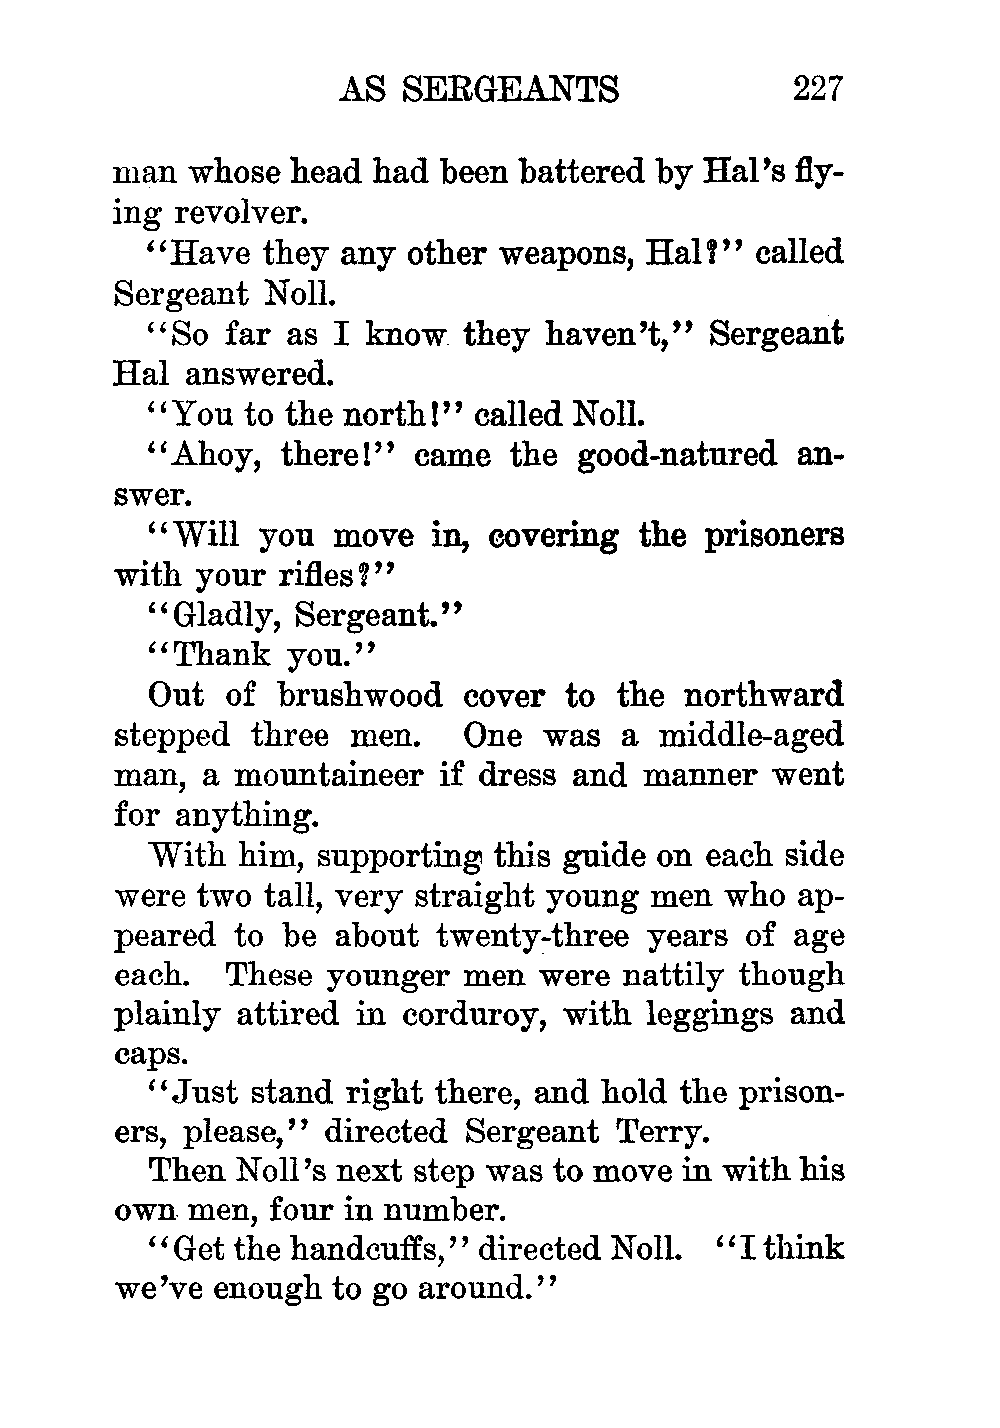 AS SERGEANTS 227
man whose head had been battered by Hal's fly-
ing revolver.
"Have they any other weapons, Hal?" called
Sergeant Noll.
"So far as I know they haven't," Sergeant
Hal answered.
"You to the north!" called Noll.
"Ahoy, there!" came the good-natured an-
swer.
"Will you move in, covering the prisoners
with your rifles?"
"Gladly, Sergeant."
"Thank you."
Out of brushwood cover to the northward
stepped three men. One was a middle-aged
man, a mountaineer if dress and manner went
for anything.
With him, supporting this guide on each side
were two tall, very straight young men who ap-
peared to be about twenty-three years of age
each. These younger men were nattily though
plainly attired in corduroy, with leggings and
caps.
"Just stand right there, and hold the prison-
ers, please," directed Sergeant Terry.
Then Noll's next step was to move in with his
own men, four in number.
"Get the handcuffs," directed Noll. "I think
we've enough to go around."